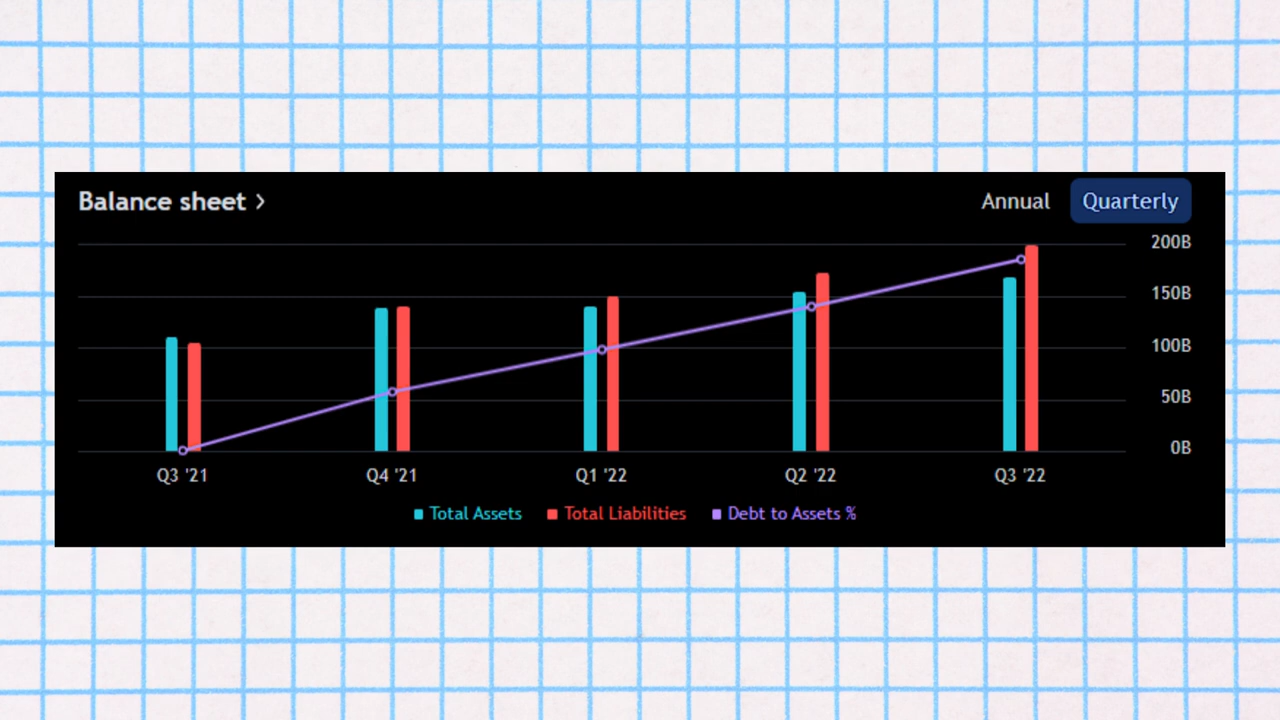 Balance sheet >
Annual Quarterly
200B
150B
100B
50B
0B
Q3 '21 Q4 '21 Q1 '22 Q2 '22 Q3 '22
Total Assets Total Liabilities Debt to Assets %